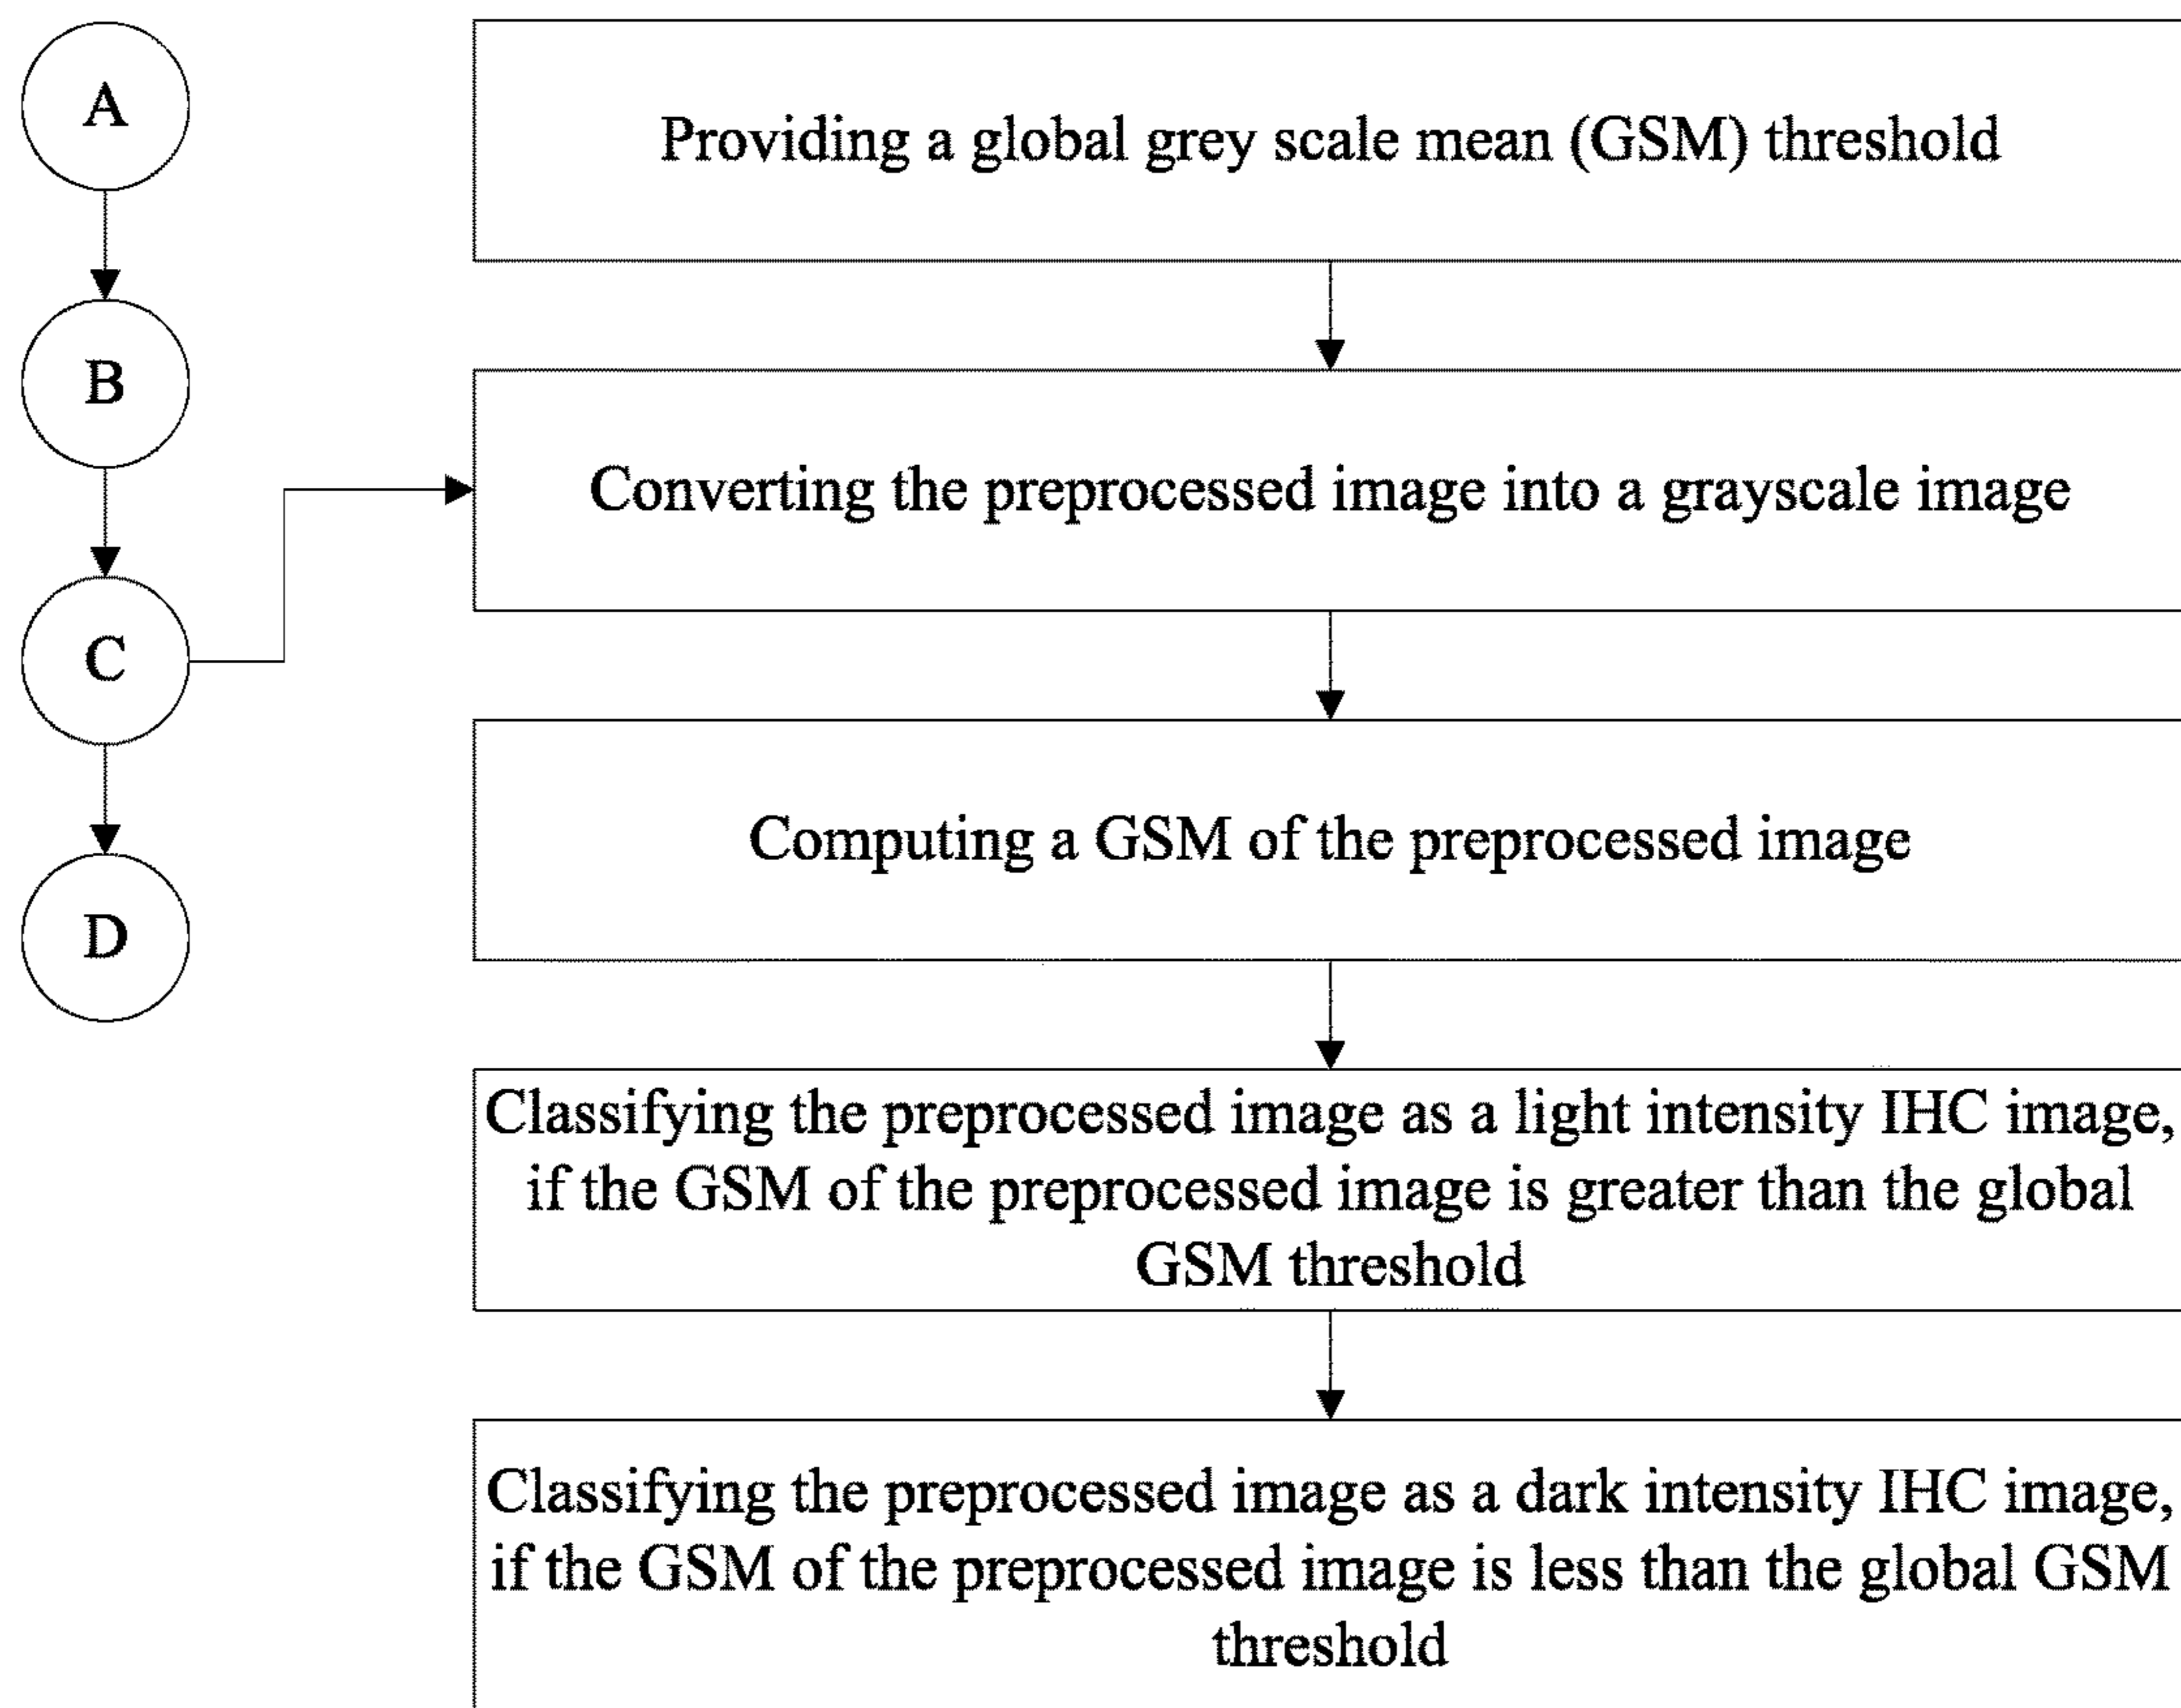 A
B
C
D
Providing a global grey scale mean (GSM) threshold
Converting the preprocessed image into a grayscale image
Computing a GSM of the preprocessed image
Classifying the preprocessed image as a light intensity IHC image,
if the GSM of the preprocessed image is greater than the global
GSM threshold
Classifying the preprocessed image as a dark intensity IHC image,
if the GSM of the preprocessed image is less than the global GSM
threshold